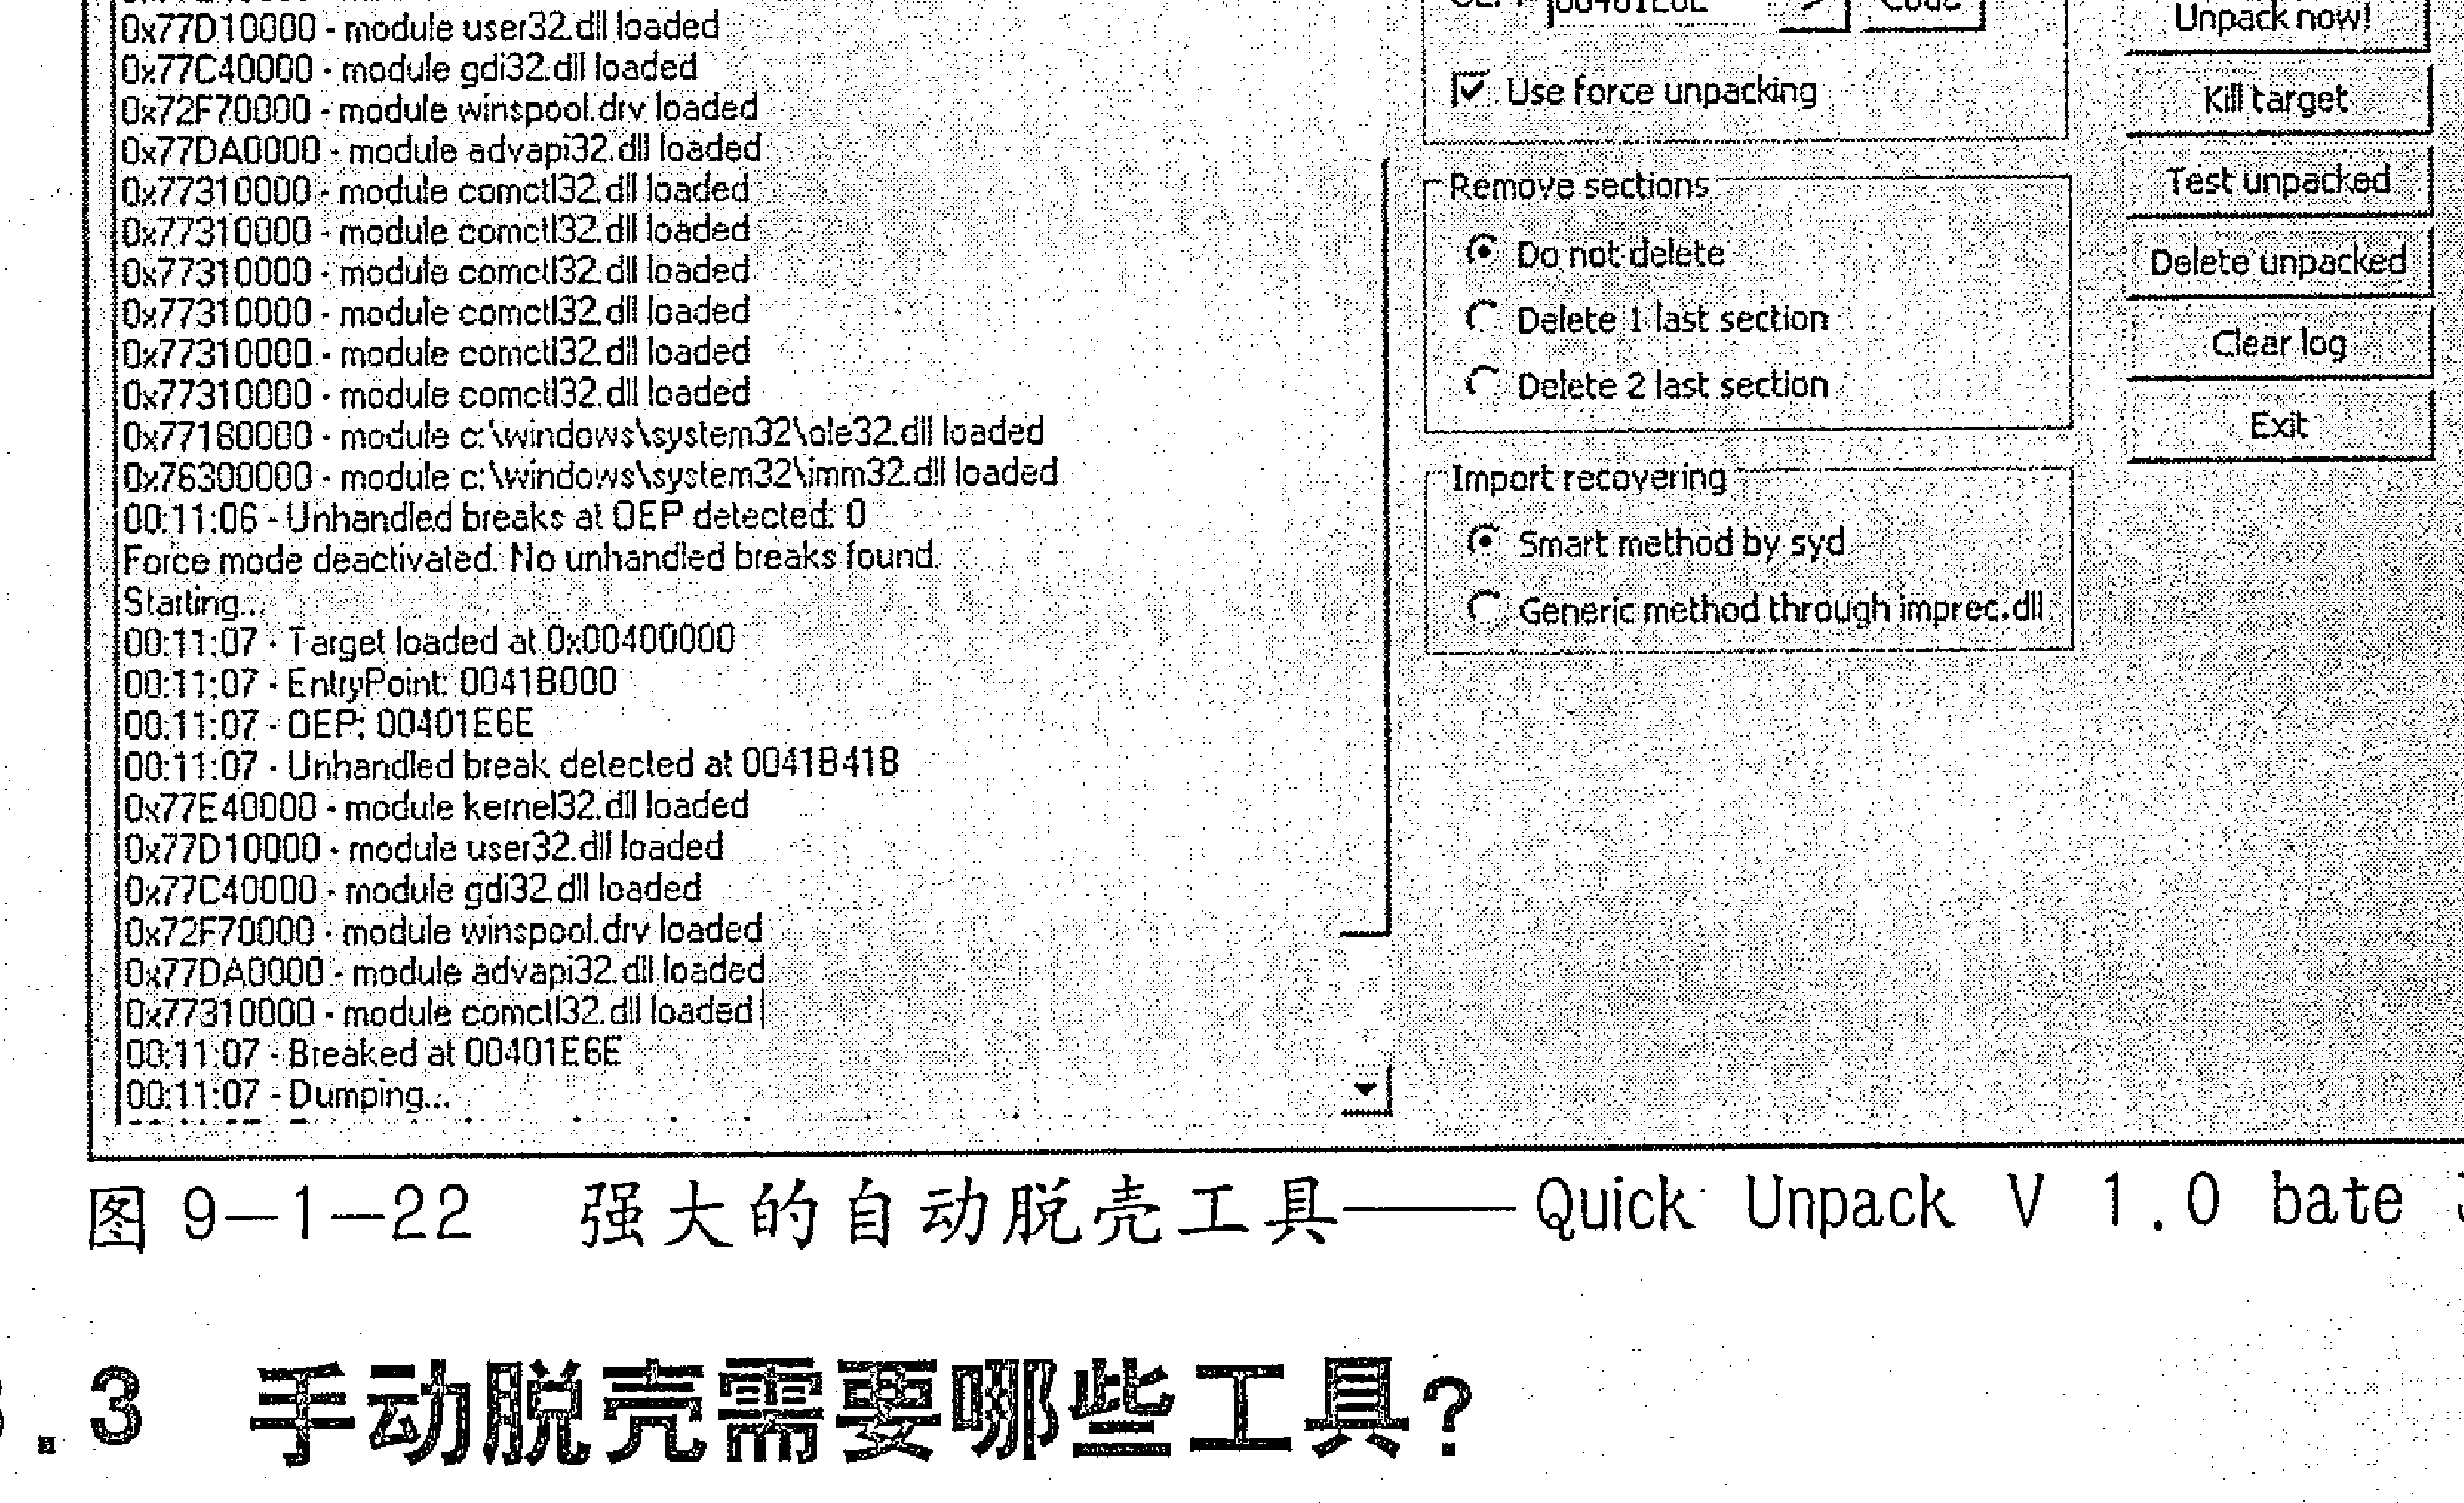 0x77D10000 - module user32.dll loaded
0x77C40000 - module gdi32.dll loaded
0x72F70000 - module winspool.drv loaded
0x77DA0000 - module advapi32.dll loaded
0x77310000 - module comctl32.dll loaded
0x77310000 - module comctl32.dll loaded
0x77310000 - module comctl32.dll loaded
0x77310000 - module comctl32.dll loaded
0x77310000 - module comctl32.dll loaded
0x77310000 - module comctl32.dll loaded
0x77160000 - module c:\windows\system32\ole32.dll loaded
0x76300000 - module c:\windows\system32\imm32.dll loaded
00:11:06 - Unhandled breaks at OEP detected: 0
Force mode deactivated. No unhandled breaks found.
Starting...
00:11:07 - Target loaded at 0x00400000
00:11:07 - EntryPoint: 0041B000
00:11:07 - OEP: 00401E6E
00:11:07 - Unhandled break detected at 0041B41B
0x77E40000 - module kernel32.dll loaded
0x77D10000 - module user32.dll loaded
0x77C40000 - module gdi32.dll loaded
0x72F70000 - module winspool.drv loaded
0x77DA0000 - module advapi32.dll loaded
0x77310000 - module comctl32.dll loaded
00:11:07 - Breaked at 00401E6E
00:11:07 - Dumping...
00401E6E > Code
Use force unpacking
Remove sections
Do not delete
Delete 1 last section
Delete 2 last section
Import recovering
Smart method by syd
Generic method through imprec.dll
Unpack now!
Kill target
Test unpacked
Delete unpacked
Clear log
Exit
图 9—1—22 强大的自动脱壳工具——Quick Unpack V 1.0 bate
.3 手动脱壳需要哪些工具?